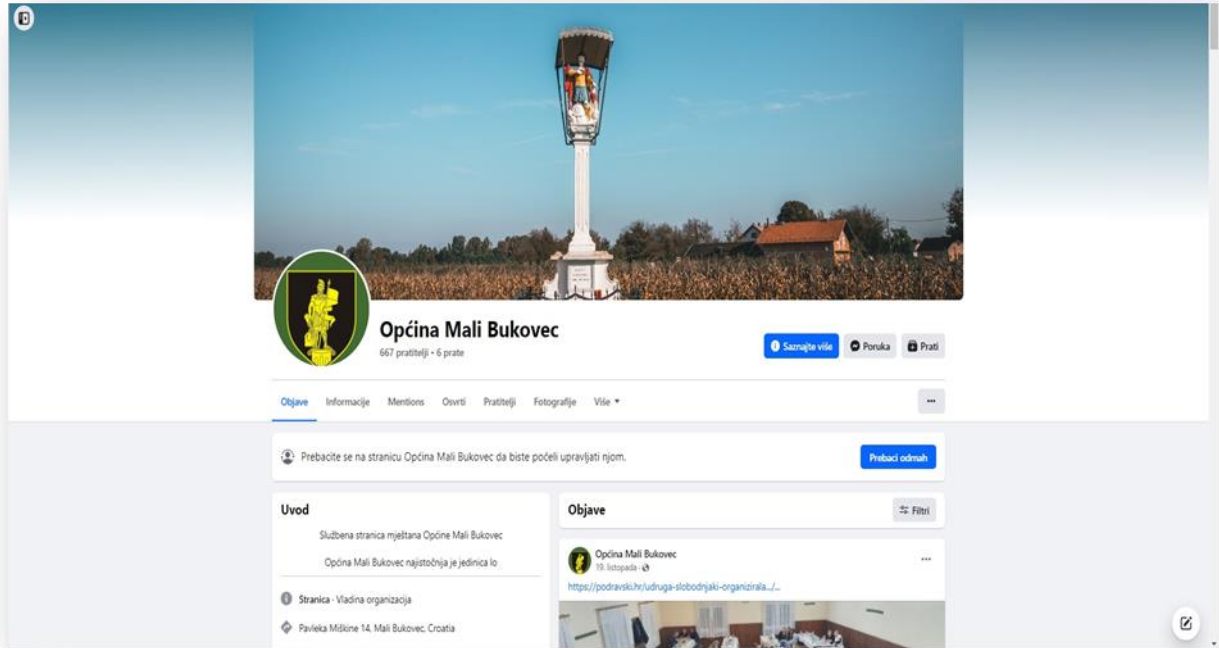 Općina Mali Bukovec
667 pratitelji • 6 prate
Saznajte više
Poruka
Prati
Objave
Informacije
Mentions
Osvrti
Pratitelji
Fotografije
Više
Prebacite se na stranicu Općina Mali Bukovec da biste počeli upravljati njom.
Prebaci odmah
Uvod
Službena stranica mještana Općine Mali Bukovec
Općina Mali Bukovec najistočnija je jedinica lo
Stranica · Vladina organizacija
Pavleka Miškine 14, Mali Bukovec, Croatia
Objave
Filtri
Općina Mali Bukovec
19. listopada ·
https://podravski.hr/udruga-slobodnjaki-organizirala.../...